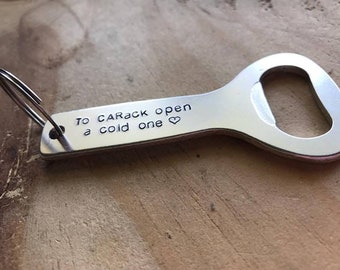 To CARack open
a cold one ♡